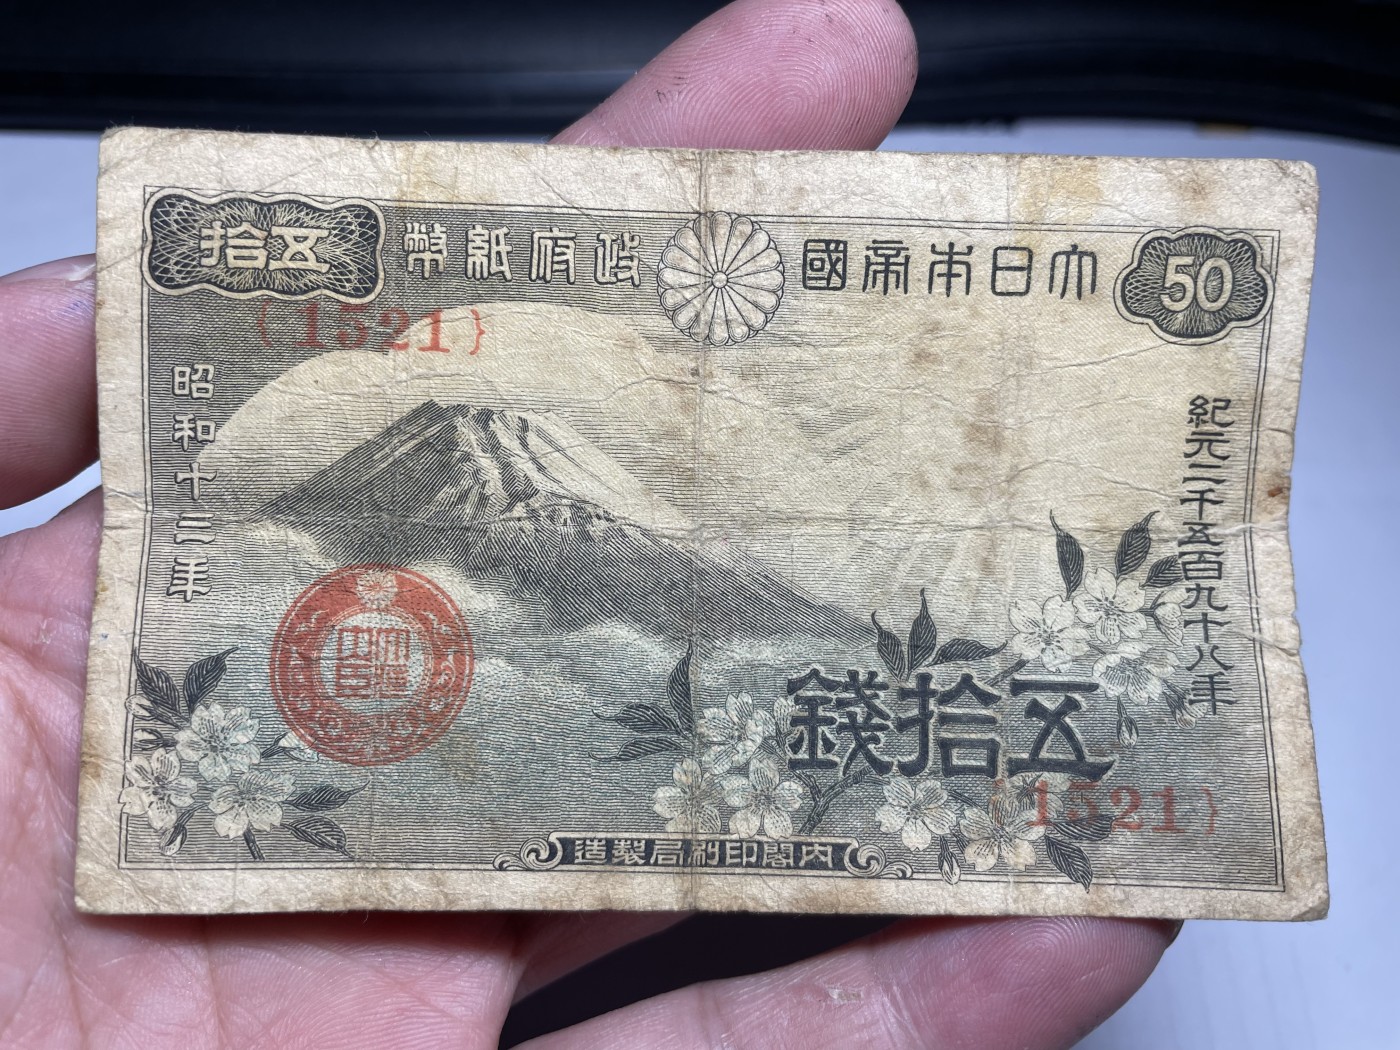 50
大日本帝國
政府紙幣
五拾
{1521}
紀元二千五百九十八年
昭和十三年
五拾錢
{1521}
内閣印刷局製造